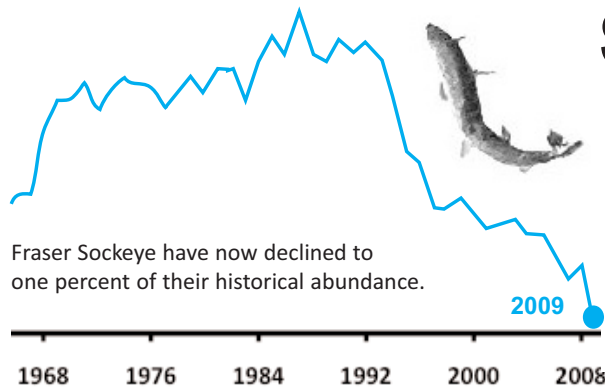 Fraser Sockeye have now declined to
one percent of their historical abundance.
2009
1968 1976 1984 1992 2000 2008